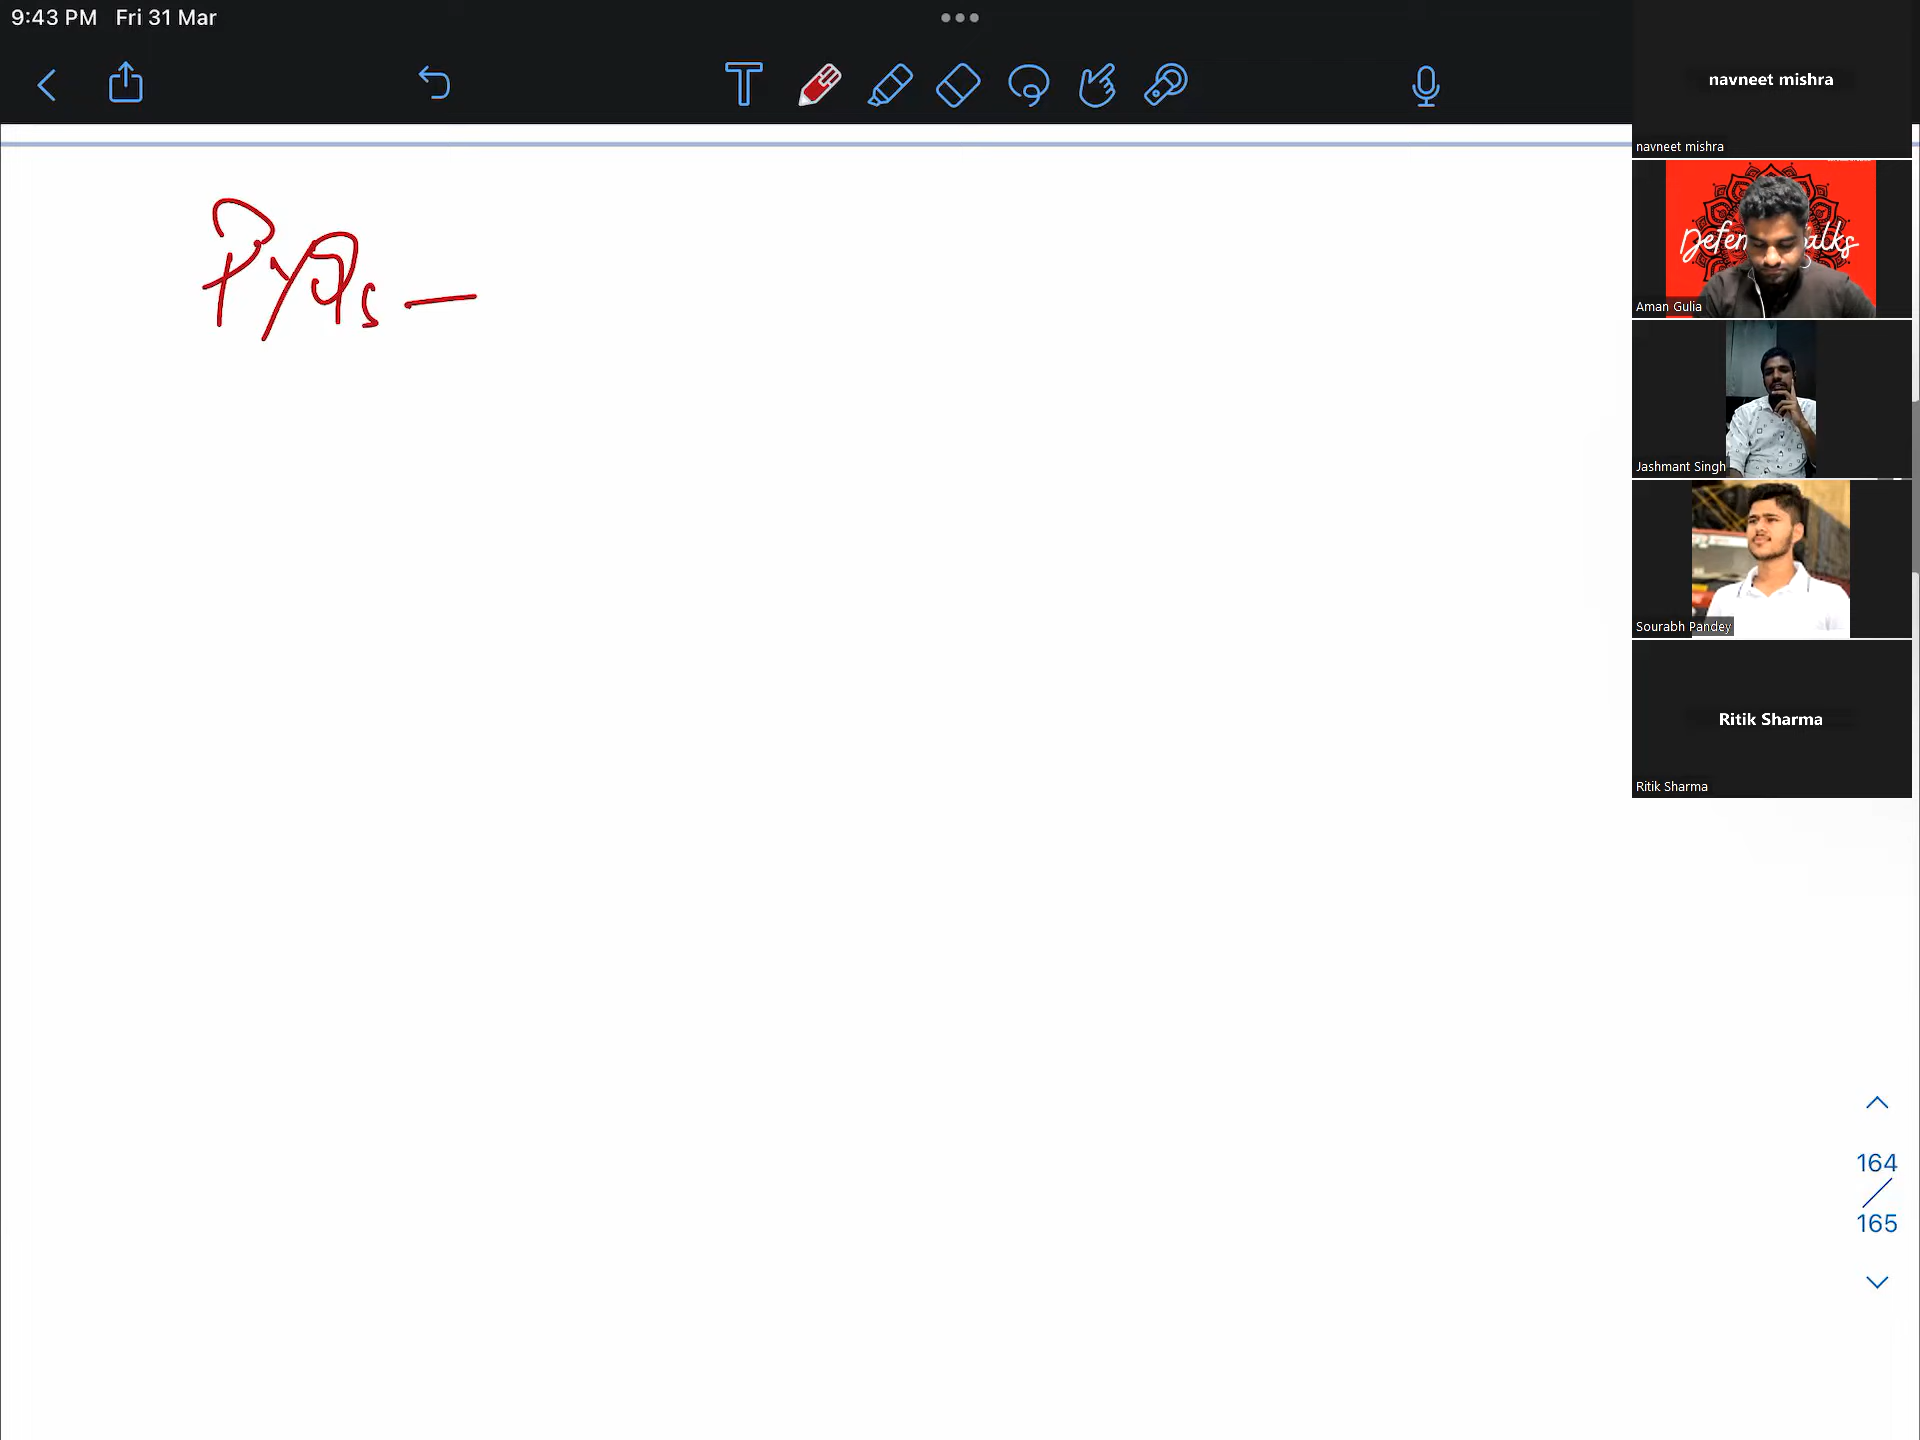 9:43 PM Fri 31 Mar
navneet mishra
navneet mishra
PYQs —
Aman Gulia
Jashmant Singh
Sourabh Pandey
Ritik Sharma
Ritik Sharma
164
/
165